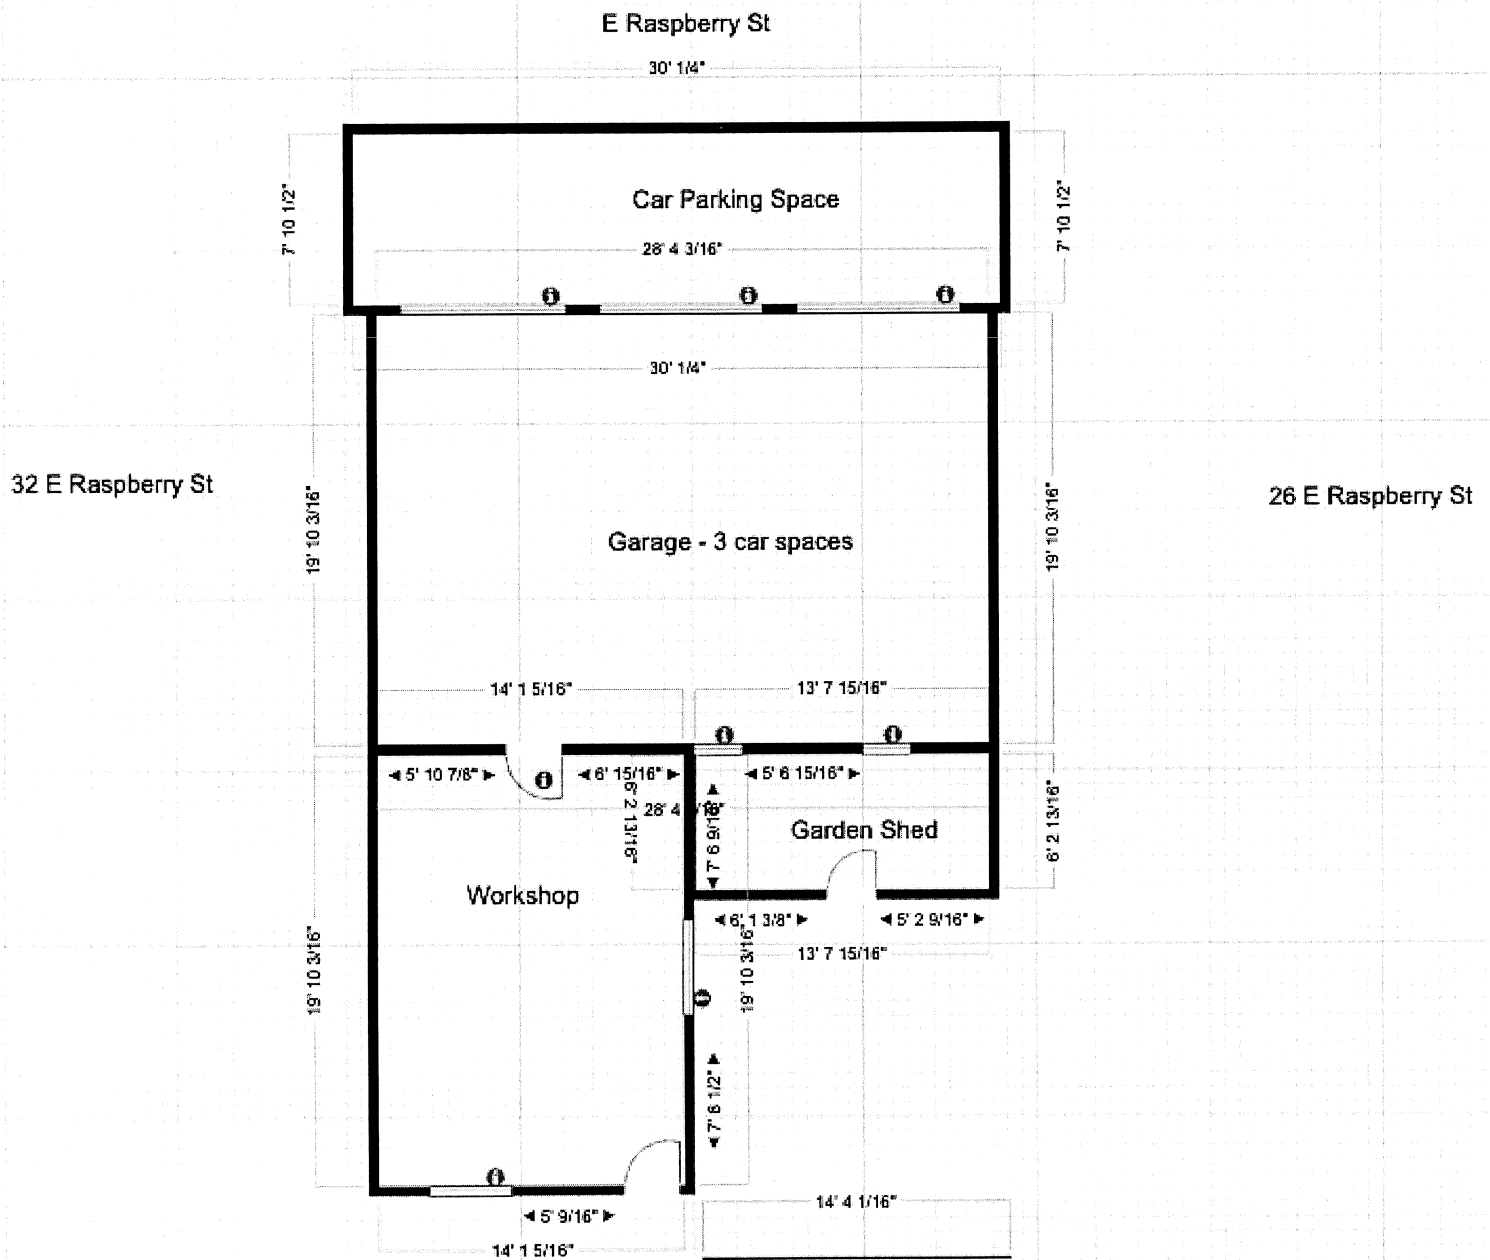 E Raspberry St
30' 1/4"
7' 10 1/2"
7' 10 1/2"
Car Parking Space
28' 4 3/16"
30' 1/4"
32 E Raspberry St
26 E Raspberry St
19' 10 3/16"
19' 10 3/16"
Garage - 3 car spaces
14' 1 5/16"
13' 7 15/16"
5' 10 7/8"
6' 15/16"
5' 6 15/16"
6' 2 13/16"
28' 4
7' 6 9/16"
6' 2 13/16"
Garden Shed
Workshop
6' 1 3/8"
5' 2 9/16"
13' 7 15/16"
19' 10 3/16"
19' 10 3/16"
7' 6 1/2"
14' 4 1/16"
5' 9/16"
14' 1 5/16"